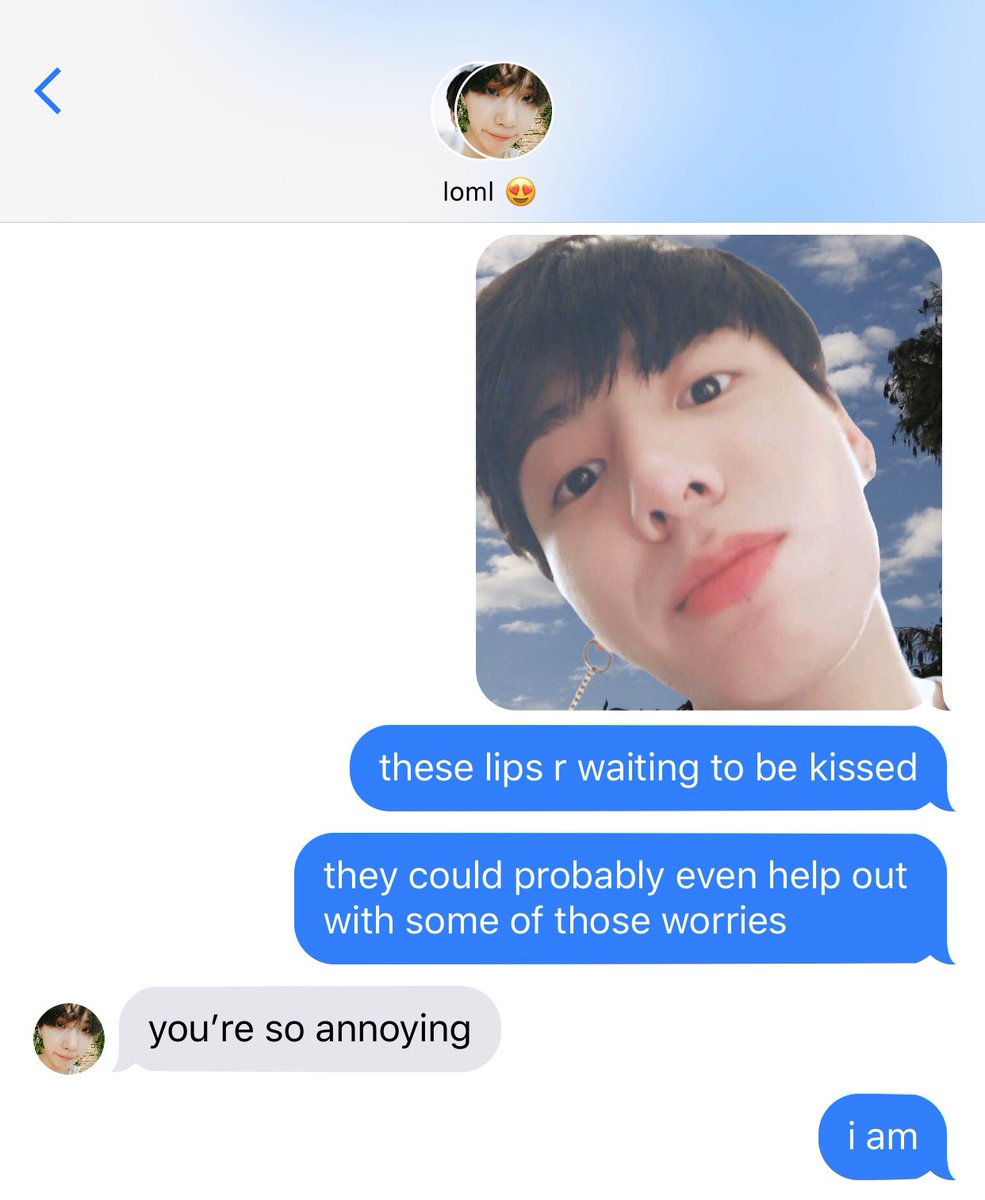 loml 😍
these lips r waiting to be kissed
they could probably even help out
with some of those worries
you’re so annoying
i am